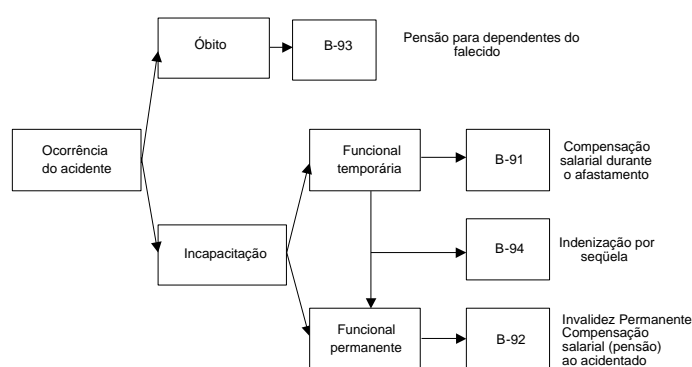 Óbito
B-93
Pensão para dependentes do
falecido
Ocorrência
do acidente
Funcional
temporária
B-91
Compensação
salarial durante
o afastamento
Incapacitação
B-94
Indenização por
seqüela
Funcional
permanente
B-92
Invalidez Permanente
Compensação
salarial (pensão)
ao acidentado